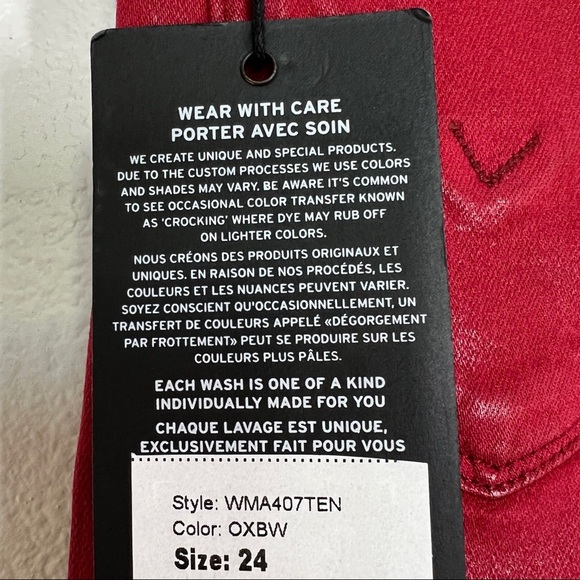 WEAR WITH CARE
PORTER AVEC SOIN
WE CREATE UNIQUE AND SPECIAL PRODUCTS.
DUE TO THE CUSTOM PROCESSES WE USE COLORS
AND SHADES MAY VARY. BE AWARE IT'S COMMON
TO SEE OCCASIONAL COLOR TRANSFER KNOWN
AS 'CROCKING' WHERE DYE MAY RUB OFF
ON LIGHTER COLORS.
NOUS CRÉONS DES PRODUITS ORIGINAUX ET
UNIQUES. EN RAISON DE NOS PROCÉDÉS, LES
COULEURS ET LES NUANCES PEUVENT VARIER.
SOYEZ CONSCIENT QU'OCCASIONNELLEMENT, UN
TRANSFERT DE COULEURS APPELÉ «DÉGORGEMENT
PAR FROTTEMENT» PEUT SE PRODUIRE SUR LES
COULEURS PLUS PÂLES.
EACH WASH IS ONE OF A KIND
INDIVIDUALLY MADE FOR YOU
CHAQUE LAVAGE EST UNIQUE,
EXCLUSIVEMENT FAIT POUR VOUS
Style: WMA407TEN
Color: OXBW
Size: 24